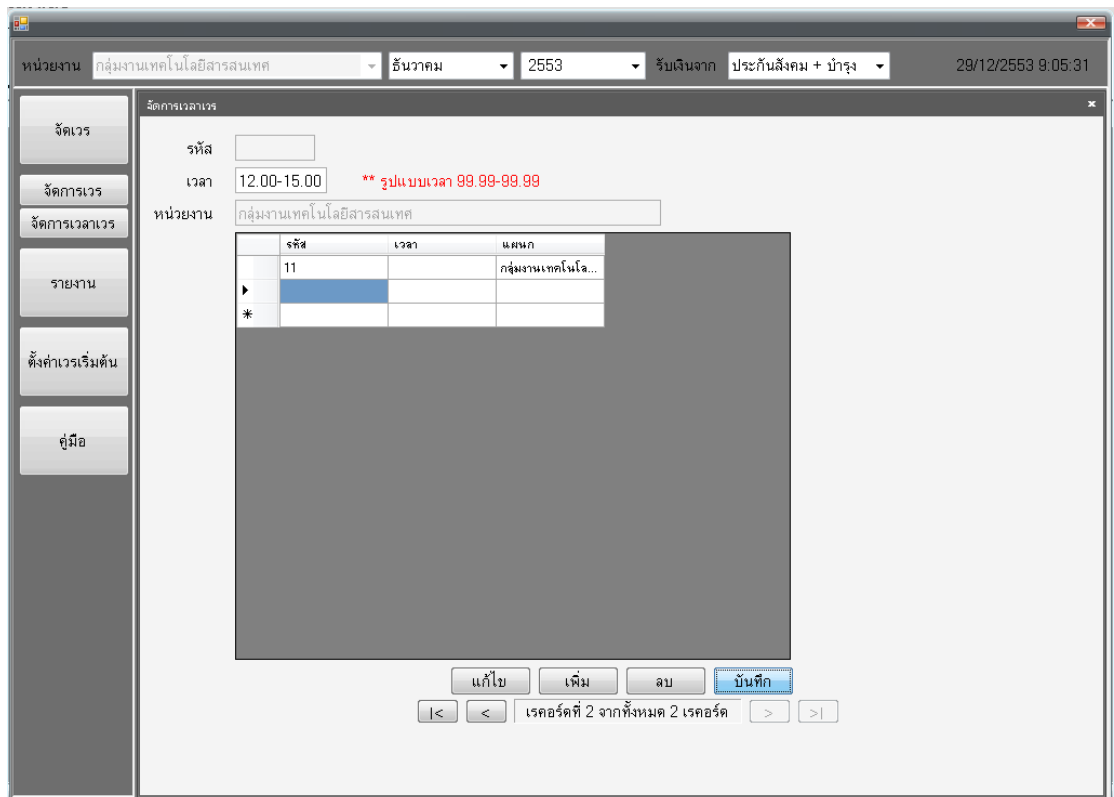 หน่วยงาน กลุ่มงานเทคโนโลยีสารสนเทศ ธันวาคม 2553 รับเงินจาก ประกันสังคม + บำรุง 29/12/2553 9:05:31
จัดเวร
จัดการเวร
จัดการเวลาเวร
รายงาน
ตั้งค่าเวรเริ่มต้น
คู่มือ
จัดการเวลาเวร
รหัส
เวลา 12.00-15.00 ** รูปแบบเวลา 99.99-99.99
หน่วยงาน กลุ่มงานเทคโนโลยีสารสนเทศ
รหัส เวลา แผนก
11 กลุ่มงานเทคโนโล...
แก้ไข เพิ่ม ลบ บันทึก
|< < เรคอร์ดที่ 2 จากทั้งหมด 2 เรคอร์ด > >|